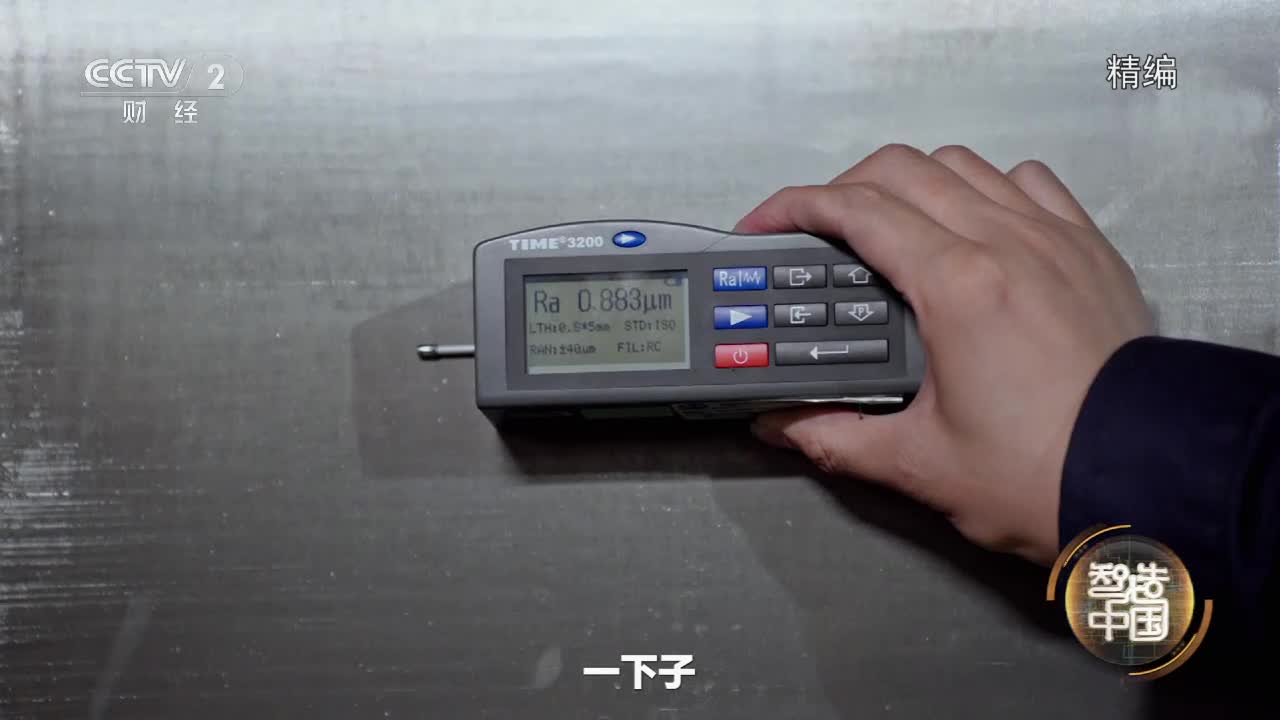 CCTV 2
财 经
精编
TIME®3200
Ra 0.883μm
LTH:0.8*5mm STD:ISO
RAN:±40μm FIL:RC
Ra
P
智造
中国
一下子